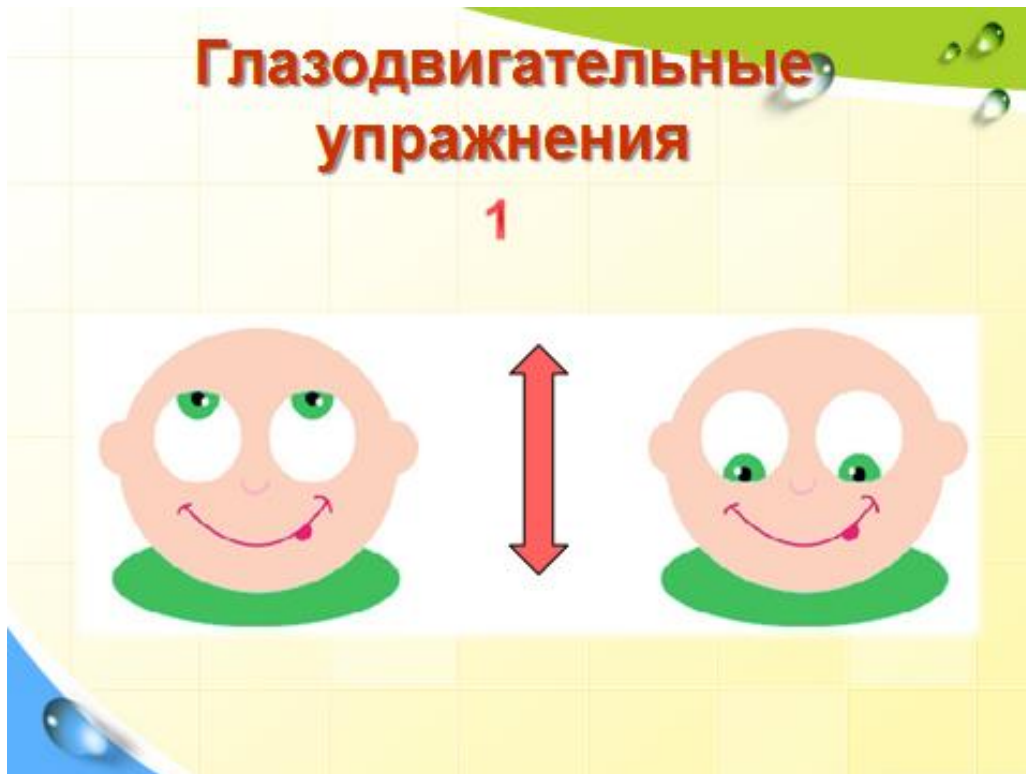 Глазодвигательные
упражнения
1